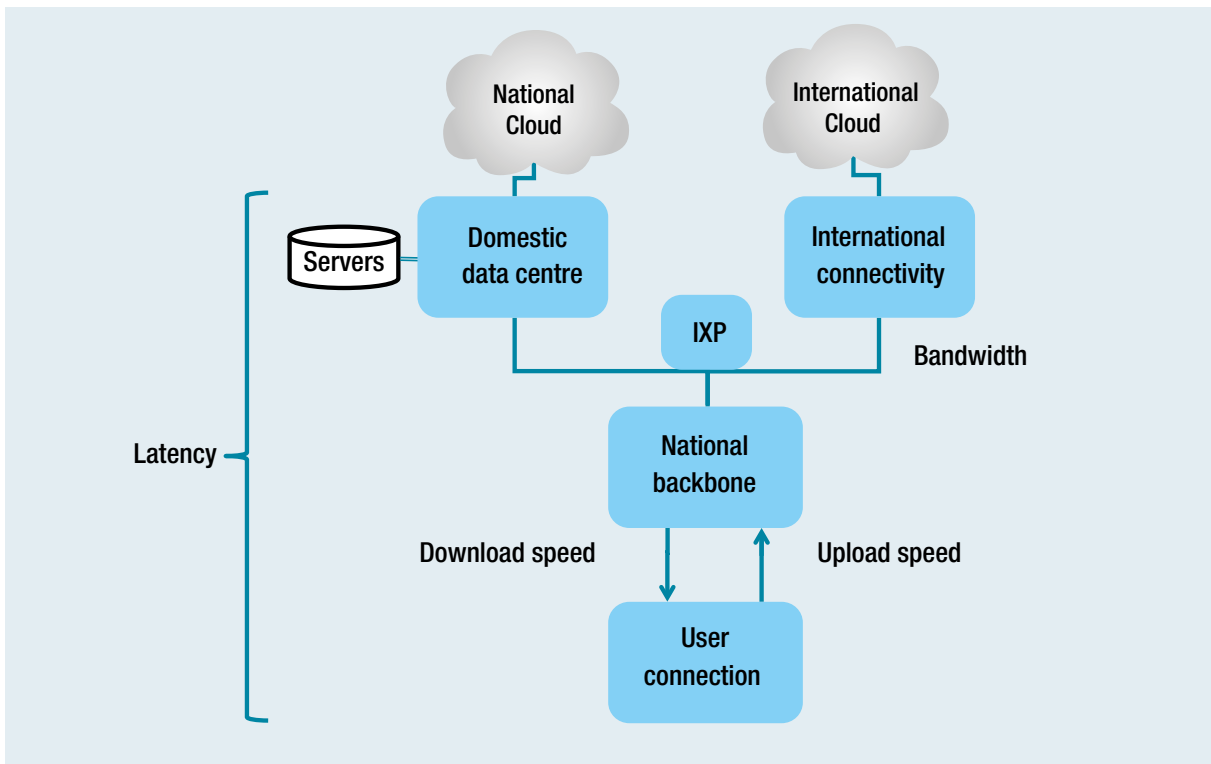 National
Cloud
International
Cloud
Servers
Domestic
data centre
International
connectivity
IXP
Bandwidth
Latency
National
backbone
Download speed
Upload speed
User
connection